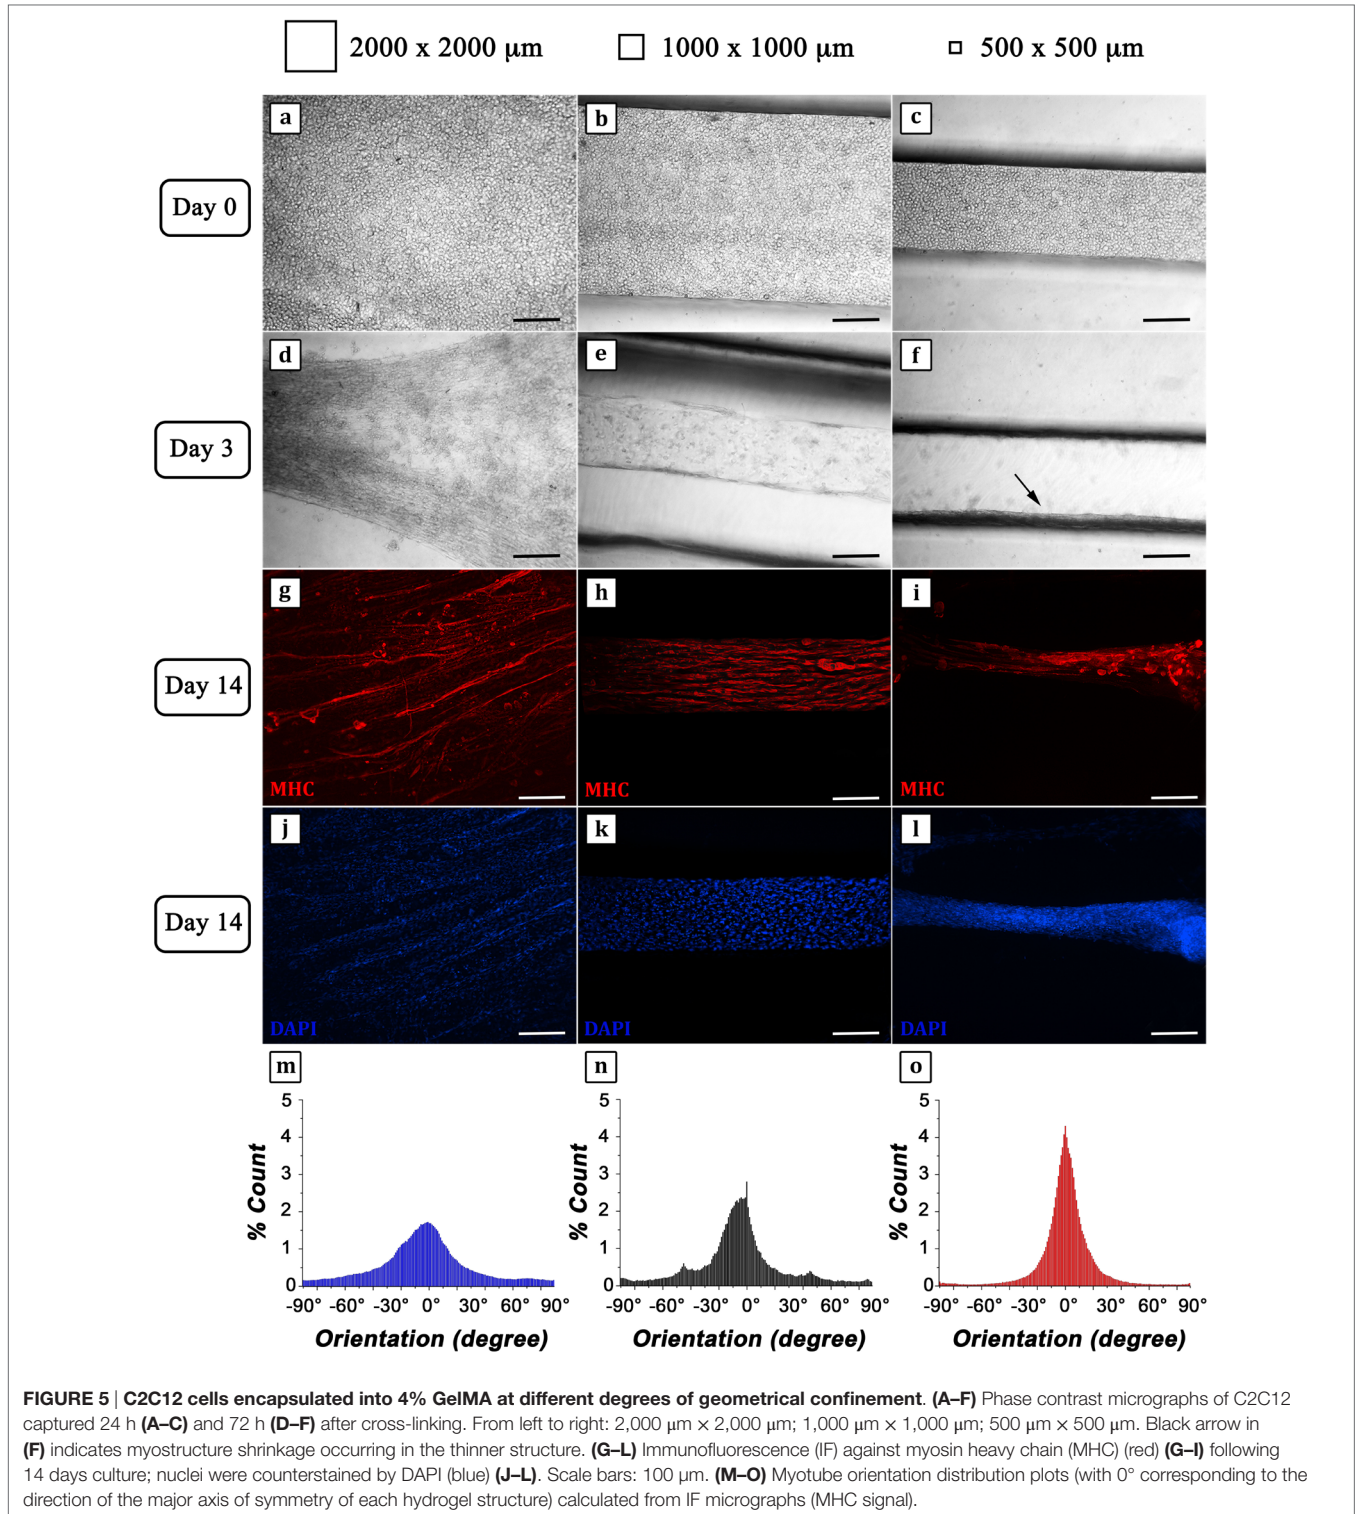 2000 x 2000 µm
1000 x 1000 µm
500 x 500 µm
a
b
c
Day 0
d
e
f
Day 3
g
h
i
Day 14
MHC
MHC
MHC
j
k
l
Day 14
DAPI
DAPI
DAPI
m
n
o
5
4
3
2
1
0
% Count
-90° -60° -30° 0° 30° 60° 90°
Orientation (degree)
5
4
3
2
1
0
% Count
-90° -60° -30° 0° 30° 60° 90°
Orientation (degree)
5
4
3
2
1
0
% Count
-90° -60° -30° 0° 30° 60° 90°
Orientation (degree)
FIGURE 5 | C2C12 cells encapsulated into 4% GelMA at different degrees of geometrical confinement. (A–F) Phase contrast micrographs of C2C12
captured 24 h (A–C) and 72 h (D–F) after cross-linking. From left to right: 2,000 µm × 2,000 µm; 1,000 µm × 1,000 µm; 500 µm × 500 µm. Black arrow in
(F) indicates myostructure shrinkage occurring in the thinner structure. (G–L) Immunofluorescence (IF) against myosin heavy chain (MHC) (red) (G–I) following
14 days culture; nuclei were counterstained by DAPI (blue) (J–L). Scale bars: 100 µm. (M–O) Myotube orientation distribution plots (with 0° corresponding to the
direction of the major axis of symmetry of each hydrogel structure) calculated from IF micrographs (MHC signal).